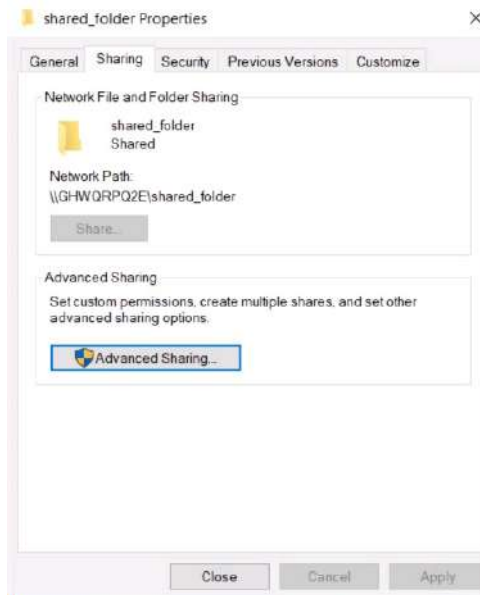 shared_folder Properties
General Sharing Security Previous Versions Customize
Network File and Folder Sharing
shared_folder
Shared
Network Path:
\\GHWQRPQ2E\shared_folder
Share...
Advanced Sharing
Set custom permissions, create multiple shares, and set other
advanced sharing options.
Advanced Sharing...
Close Cancel Apply